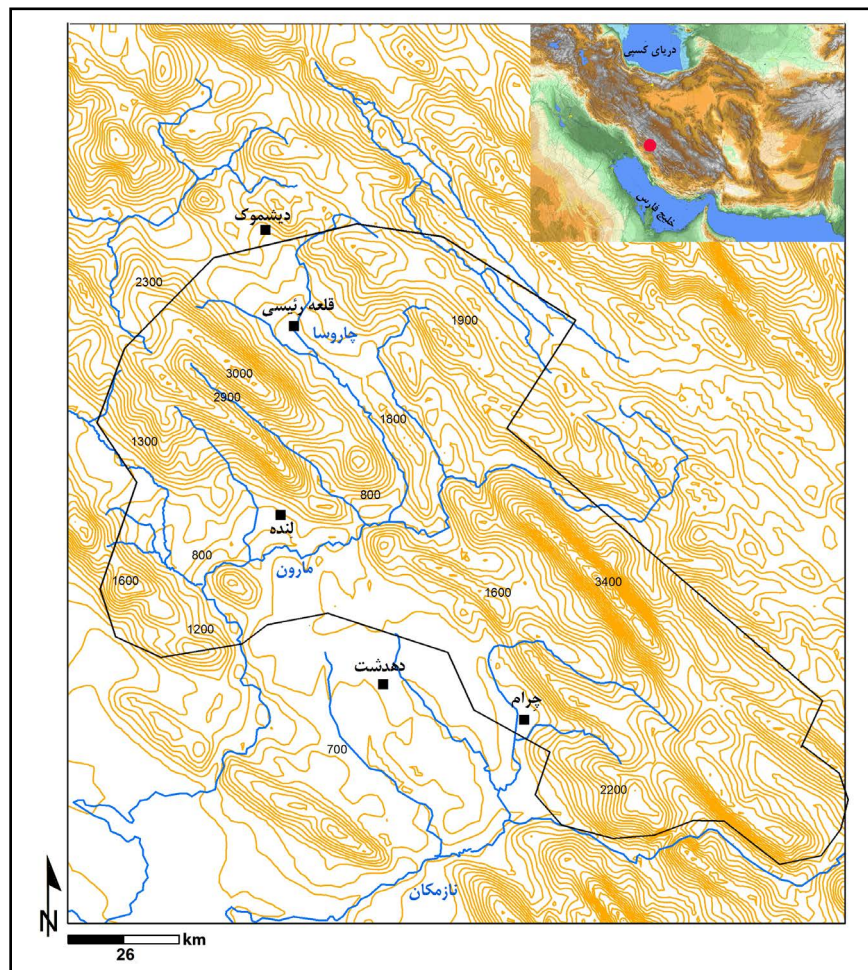 دریای کسپی
خلیج فارس
دیشموک
2300
قلعه رئیسی
چاروسا
1900
3000
2900
1800
1300
800
لنده
800
مارون
1600
3400
1600
1200
دهدشت
چرام
700
2200
نازمکان
N
km
26